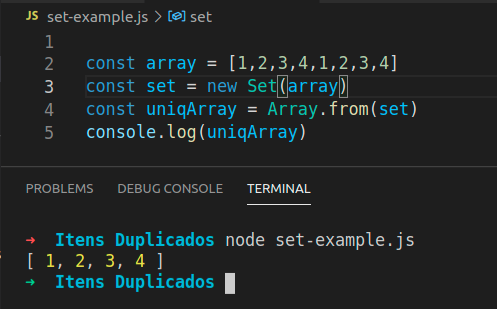 JS set-example.js > set
1
2 const array = [1,2,3,4,1,2,3,4]
3 const set = new Set(array)
4 const uniqArray = Array.from(set)
5 console.log(uniqArray)
PROBLEMS DEBUG CONSOLE TERMINAL
➜ Itens Duplicados node set-example.js
[ 1, 2, 3, 4 ]
➜ Itens Duplicados